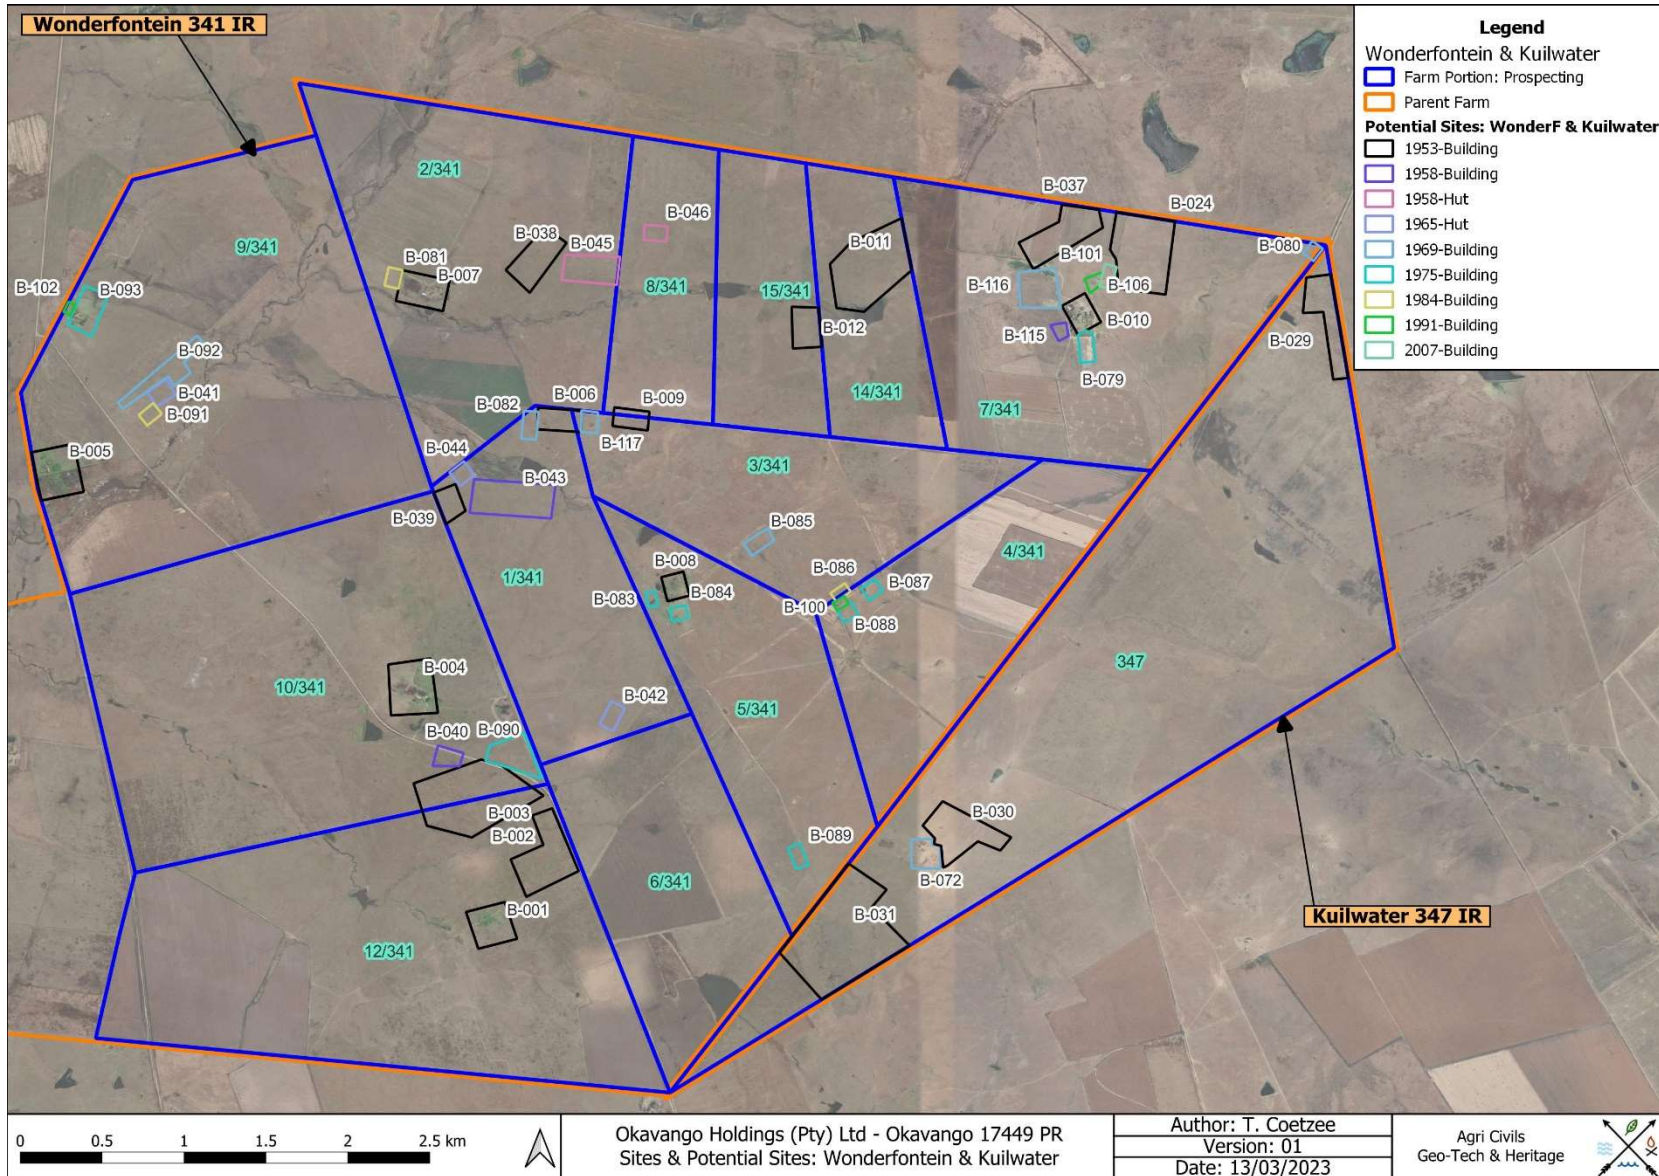 Wonderfontein 341 IR
Legend
Wonderfontein & Kuilwater
Farm Portion: Prospecting
Parent Farm
Potential Sites: WonderF & Kuilwater
1953-Building
1958-Building
1958-Hut
1965-Hut
1969-Building
1975-Building
1984-Building
1991-Building
2007-Building
2/341
B-037
B-024
B-046
B-038
B-045
B-011
B-101
B-080
9/341
B-081
B-007
B-102
B-093
8/341
15/341
B-116
B-106
B-012
B-010
B-115
B-029
B-092
B-079
B-041
B-091
14/341
7/341
B-082
B-006
B-009
B-117
B-005
B-044
3/341
B-043
B-039
B-085
4/341
B-008
1/341
B-086
B-087
B-083
B-084
B-100
B-088
347
B-004
10/341
B-042
5/341
B-040
B-090
B-003
B-030
B-002
B-089
B-072
6/341
B-001
B-031
Kuilwater 347 IR
12/341
0 0.5 1 1.5 2 2.5 km
Okavango Holdings (Pty) Ltd - Okavango 17449 PR
Sites & Potential Sites: Wonderfontein & Kuilwater
Author: T. Coetzee
Version: 01
Date: 13/03/2023
Agri Civils
Geo-Tech & Heritage